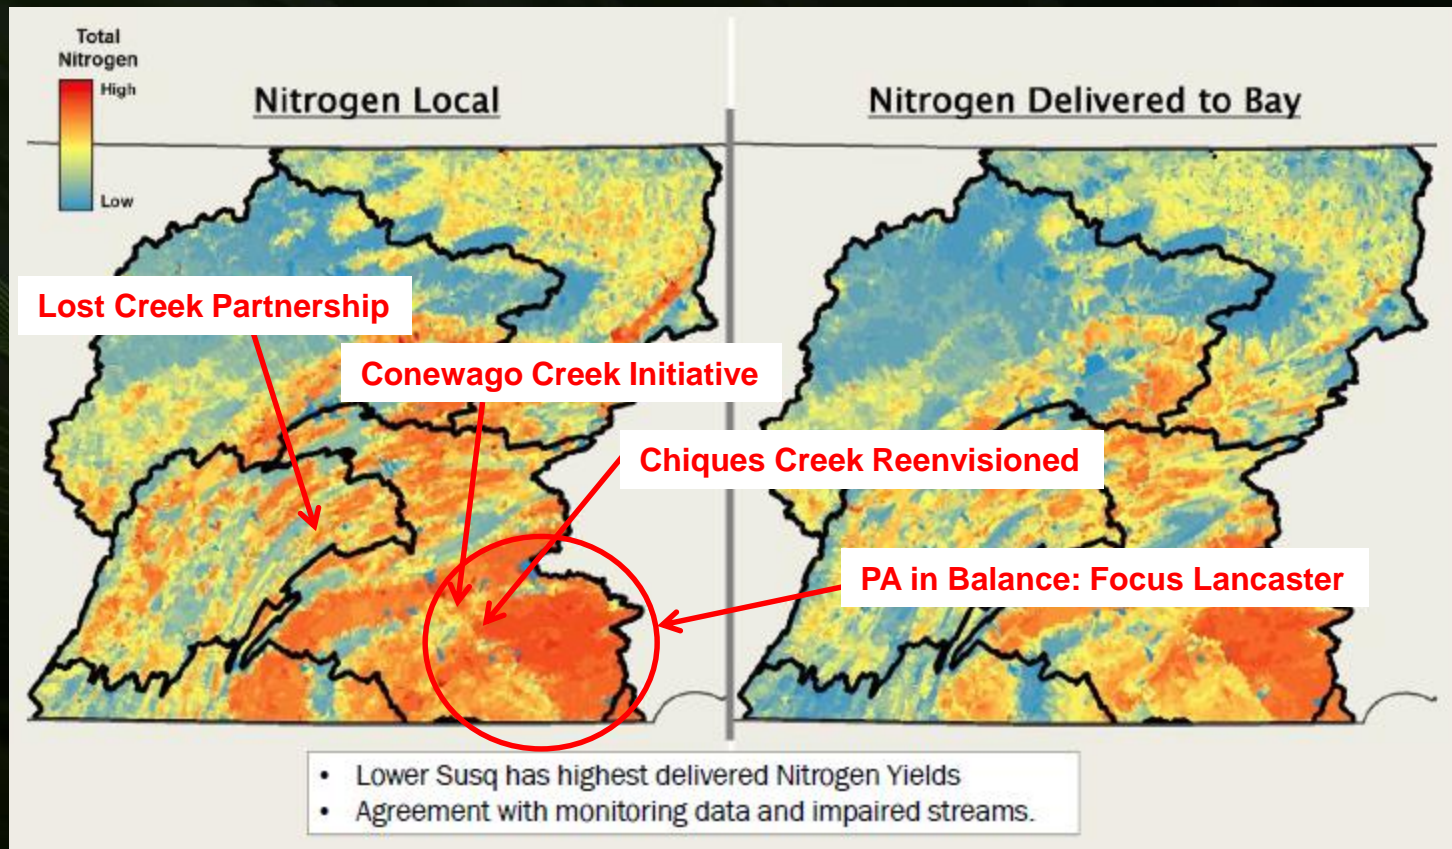 Total
Nitrogen
High
Low
Nitrogen Local
Nitrogen Delivered to Bay
Lost Creek Partnership
Conewago Creek Initiative
Chiques Creek Reenvisioned
PA in Balance: Focus Lancaster
• Lower Susq has highest delivered Nitrogen Yields
• Agreement with monitoring data and impaired streams.